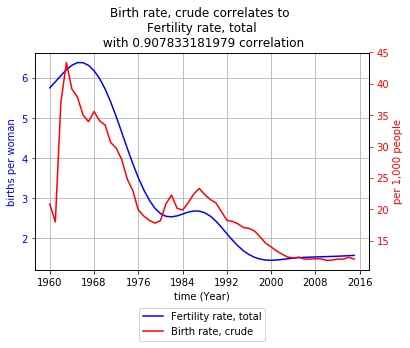 Birth rate, crude correlates to
Fertility rate, total
with 0.907833181979 correlation
births per woman
6
5
4
3
2
45
40
35
30
25
20
15
per 1,000 people
1960 1968 1976 1984 1992 2000 2008 2016
time (Year)
Fertility rate, total
Birth rate, crude